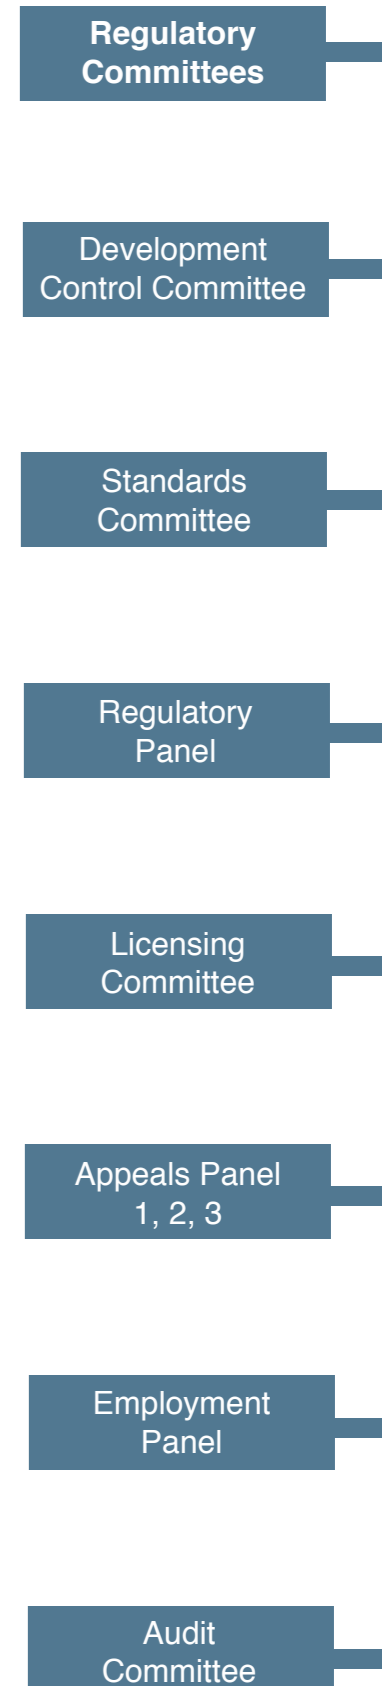 Regulatory
Committees
Development
Control Committee
Standards
Committee
Regulatory
Panel
Licensing
Committee
Appeals Panel
1, 2, 3
Employment
Panel
Audit
Committee